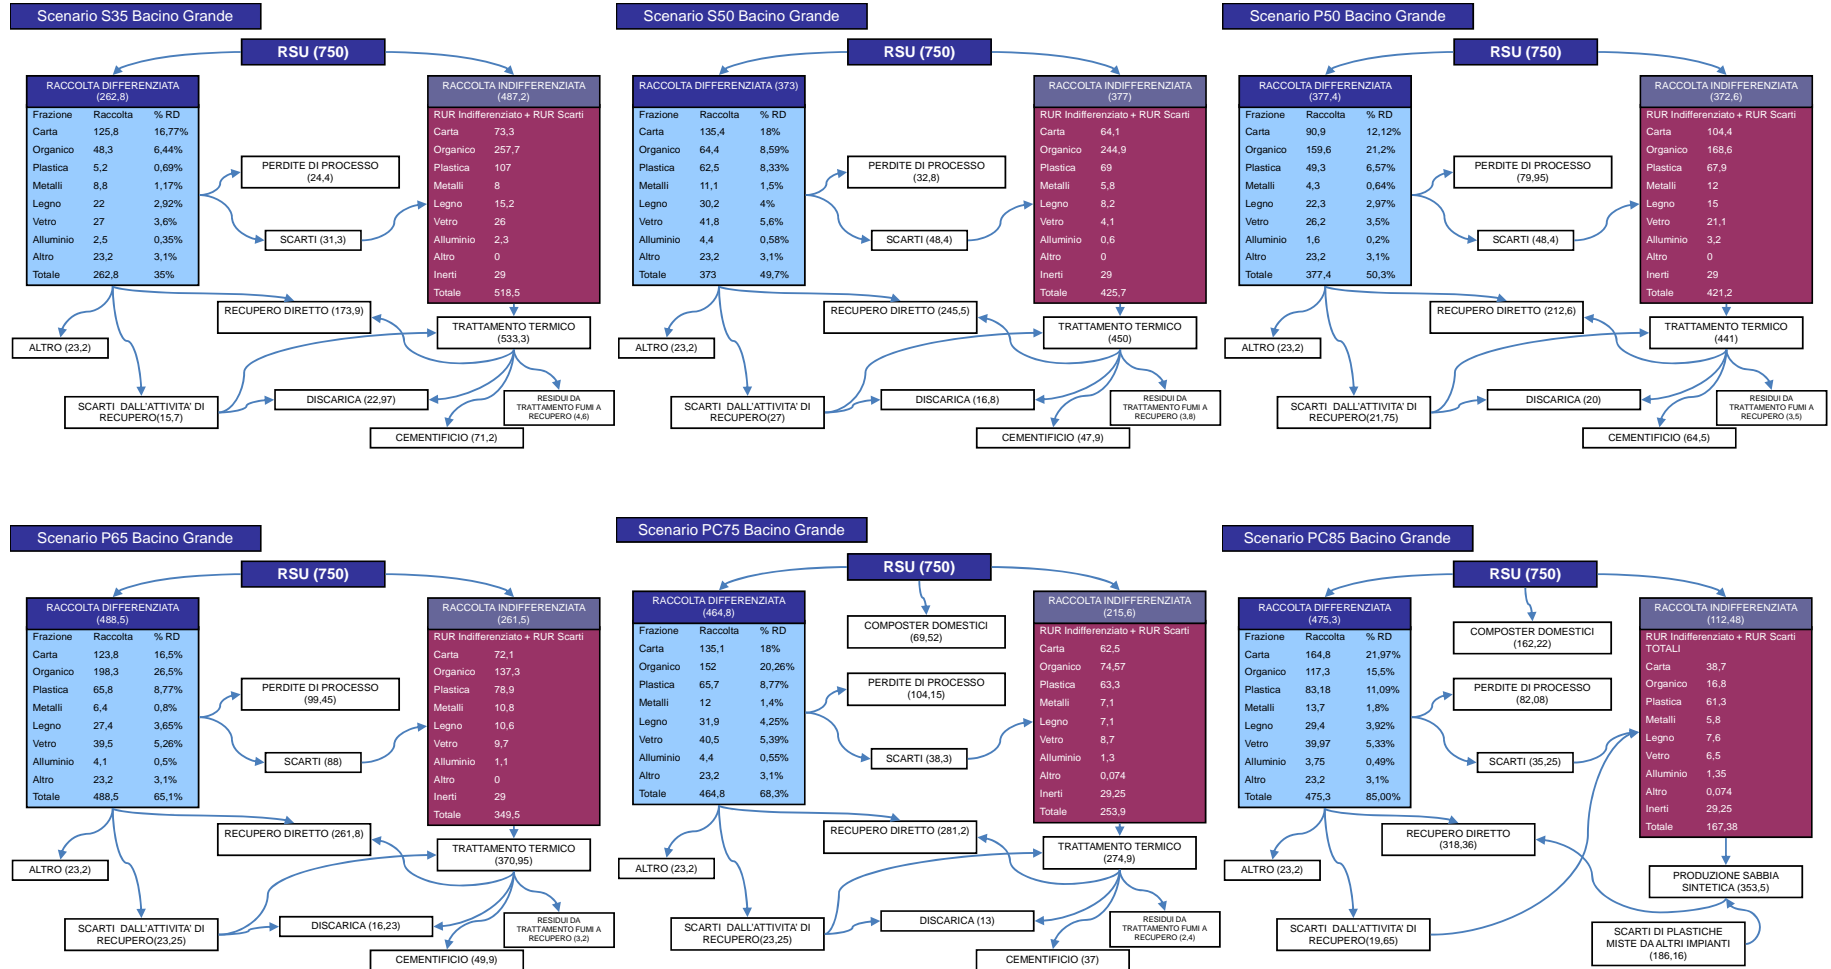 Scenario S35 Bacino Grande
RSU (750)
RACCOLTA DIFFERENZIATA
(262,8)
Frazione Raccolta % RD
Carta 125,8 16,77%
Organico 48,3 6,44%
Plastica 5,2 0,69%
Metalli 8,8 1,17%
Legno 22 2,92%
Vetro 27 3,6%
Alluminio 2,5 0,35%
Altro 23,2 3,1%
Totale 262,8 35%
RACCOLTA INDIFFERENZIATA
(487,2)
RUR Indifferenziato + RUR Scarti
Carta 73,3
Organico 257,7
Plastica 107
Metalli 8
Legno 15,2
Vetro 26
Alluminio 2,3
Altro 0
Inerti 29
Totale 518,5
PERDITE DI PROCESSO
(24,4)
SCARTI (31,3)
RECUPERO DIRETTO (173,9)
TRATTAMENTO TERMICO
(533,3)
ALTRO (23,2)
SCARTI DALL'ATTIVITA' DI
RECUPERO(15,7)
DISCARICA (22,97)
RESIDUI DA
TRATTAMENTO FUMI A
RECUPERO (4,6)
CEMENTIFICIO (71,2)
Scenario S50 Bacino Grande
RSU (750)
RACCOLTA DIFFERENZIATA (373)
Frazione Raccolta % RD
Carta 135,4 18%
Organico 64,4 8,59%
Plastica 62,5 8,33%
Metalli 11,1 1,5%
Legno 30,2 4%
Vetro 41,8 5,6%
Alluminio 4,4 0,58%
Altro 23,2 3,1%
Totale 373 49,7%
RACCOLTA INDIFFERENZIATA
(377)
RUR Indifferenziato + RUR Scarti
Carta 64,1
Organico 244,9
Plastica 69
Metalli 5,8
Legno 8,2
Vetro 4,1
Alluminio 0,6
Altro 0
Inerti 29
Totale 425,7
PERDITE DI PROCESSO
(32,8)
SCARTI (48,4)
RECUPERO DIRETTO (245,5)
TRATTAMENTO TERMICO
(450)
ALTRO (23,2)
SCARTI DALL'ATTIVITA' DI
RECUPERO(27)
DISCARICA (16,8)
RESIDUI DA
TRATTAMENTO FUMI A
RECUPERO (3,8)
CEMENTIFICIO (47,9)
Scenario P50 Bacino Grande
RSU (750)
RACCOLTA DIFFERENZIATA
(377,4)
Frazione Raccolta % RD
Carta 90,9 12,12%
Organico 159,6 21,2%
Plastica 49,3 6,57%
Metalli 4,3 0,64%
Legno 22,3 2,97%
Vetro 26,2 3,5%
Alluminio 1,6 0,2%
Altro 23,2 3,1%
Totale 377,4 50,3%
RACCOLTA INDIFFERENZIATA
(372,6)
RUR Indifferenziato + RUR Scarti
Carta 104,4
Organico 168,6
Plastica 67,9
Metalli 12
Legno 15
Vetro 21,1
Alluminio 3,2
Altro 0
Inerti 29
Totale 421,2
PERDITE DI PROCESSO
(79,95)
SCARTI (48,4)
RECUPERO DIRETTO (212,6)
TRATTAMENTO TERMICO
(441)
ALTRO (23,2)
SCARTI DALL'ATTIVITA' DI
RECUPERO(21,75)
DISCARICA (20)
RESIDUI DA
TRATTAMENTO FUMI A
RECUPERO (3,5)
CEMENTIFICIO (64,5)
Scenario P65 Bacino Grande
RSU (750)
RACCOLTA DIFFERENZIATA
(488,5)
Frazione Raccolta % RD
Carta 123,8 16,5%
Organico 198,3 26,5%
Plastica 65,8 8,77%
Metalli 6,4 0,8%
Legno 27,4 3,65%
Vetro 39,5 5,26%
Alluminio 4,1 0,5%
Altro 23,2 3,1%
Totale 488,5 65,1%
RACCOLTA INDIFFERENZIATA
(261,5)
RUR Indifferenziato + RUR Scarti
Carta 72,1
Organico 137,3
Plastica 78,9
Metalli 10,8
Legno 10,6
Vetro 9,7
Alluminio 1,1
Altro 0
Inerti 29
Totale 349,5
PERDITE DI PROCESSO
(99,45)
SCARTI (88)
RECUPERO DIRETTO (261,8)
TRATTAMENTO TERMICO
(370,95)
ALTRO (23,2)
SCARTI DALL'ATTIVITA' DI
RECUPERO(23,25)
DISCARICA (16,23)
RESIDUI DA
TRATTAMENTO FUMI A
RECUPERO (3,2)
CEMENTIFICIO (49,9)
Scenario PC75 Bacino Grande
RSU (750)
RACCOLTA DIFFERENZIATA
(464,8)
Frazione Raccolta % RD
Carta 135,1 18%
Organico 152 20,26%
Plastica 65,7 8,77%
Metalli 12 1,4%
Legno 31,9 4,25%
Vetro 40,5 5,39%
Alluminio 4,4 0,55%
Altro 23,2 3,1%
Totale 464,8 68,3%
COMPOSTER DOMESTICI
(69,52)
RACCOLTA INDIFFERENZIATA
(215,6)
RUR Indifferenziato + RUR Scarti
Carta 62,5
Organico 74,57
Plastica 63,3
Metalli 7,1
Legno 7,1
Vetro 8,7
Alluminio 1,3
Altro 0,074
Inerti 29,25
Totale 253,9
PERDITE DI PROCESSO
(104,15)
SCARTI (38,3)
RECUPERO DIRETTO (281,2)
TRATTAMENTO TERMICO
(274,9)
ALTRO (23,2)
SCARTI DALL'ATTIVITA' DI
RECUPERO(23,25)
DISCARICA (13)
RESIDUI DA
TRATTAMENTO FUMI A
RECUPERO (2,4)
CEMENTIFICIO (37)
Scenario PC85 Bacino Grande
RSU (750)
RACCOLTA DIFFERENZIATA
(475,3)
Frazione Raccolta % RD
Carta 164,8 21,97%
Organico 117,3 15,5%
Plastica 83,18 11,09%
Metalli 13,7 1,8%
Legno 29,4 3,92%
Vetro 39,97 5,33%
Alluminio 3,75 0,49%
Altro 23,2 3,1%
Totale 475,3 85,00%
COMPOSTER DOMESTICI
(162,22)
RACCOLTA INDIFFERENZIATA
(112,48)
RUR Indifferenziato + RUR Scarti
TOTALI
Carta 38,7
Organico 16,8
Plastica 61,3
Metalli 5,8
Legno 7,6
Vetro 6,5
Alluminio 1,35
Altro 0,074
Inerti 29,25
Totale 167,38
PERDITE DI PROCESSO
(82,08)
SCARTI (35,25)
RECUPERO DIRETTO
(318,36)
ALTRO (23,2)
PRODUZIONE SABBIA
SINTETICA (353,5)
SCARTI DALL'ATTIVITA' DI
RECUPERO(19,65)
SCARTI DI PLASTICHE
MISTE DA ALTRI IMPIANTI
(186,16)